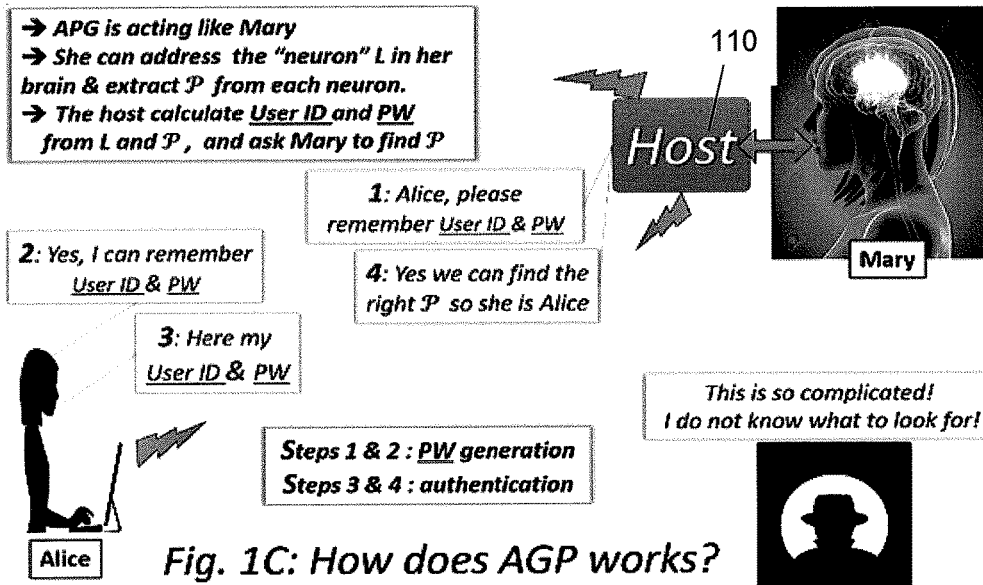 → APG is acting like Mary
→ She can address the “neuron” L in her
brain & extract 𝒫 from each neuron.
→ The host calculate User ID and PW
from L and 𝒫 , and ask Mary to find 𝒫
110
Host
Mary
1: Alice, please
remember User ID & PW
2: Yes, I can remember
User ID & PW
4: Yes we can find the
right 𝒫 so she is Alice
3: Here my
User ID & PW
This is so complicated!
I do not know what to look for!
Steps 1 & 2 : PW generation
Steps 3 & 4 : authentication
Alice
Fig. 1C: How does AGP works?